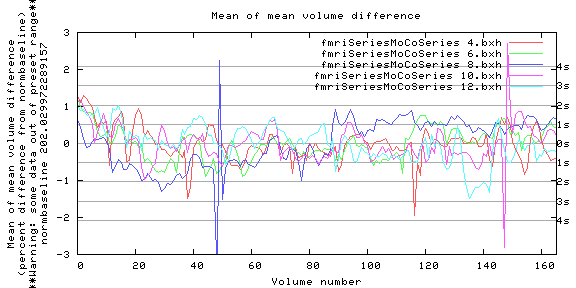 Mean of mean volume difference
Mean of mean volume difference
(percent difference from normbaseline)
**Warning: some data out of preset range**
normbaseline 202.029972289157
fmriSeriesMoCoSeries 4.bxh
fmriSeriesMoCoSeries 6.bxh
fmriSeriesMoCoSeries 8.bxh
fmriSeriesMoCoSeries 10.bxh
fmriSeriesMoCoSeries 12.bxh
3
2
1
0
-1
-2
-3
4s
3s
2s
1s
0s
1s
2s
3s
4s
0 20 40 60 80 100 120 140 160
Volume number